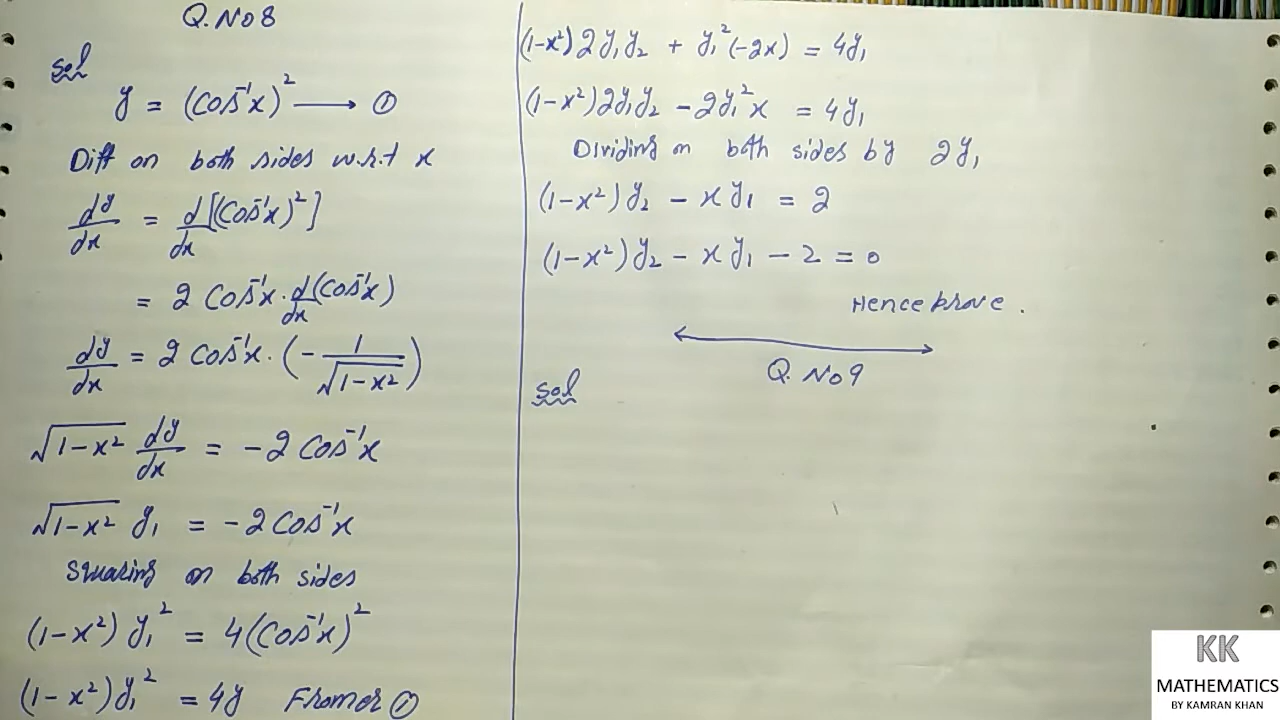 Q. No 8
Sol
y = (Cos⁻¹x)² ⟶ ①
Diff on both sides w.r.t x
dy/dx = d/dx [(Cos⁻¹x)²]
= 2 Cos⁻¹x · d/dx (Cos⁻¹x)
dy/dx = 2 Cos⁻¹x · (- 1/√(1-x²))
√(1-x²) dy/dx = -2 Cos⁻¹x
√(1-x²) y₁ = -2 Cos⁻¹x
Squaring on both sides
(1-x²) y₁² = 4(Cos⁻¹x)²
(1-x²) y₁² = 4y From or ①
(1-x²) 2y₁y₂ + y₁²(-2x) = 4y₁
(1-x²) 2y₁y₂ - 2y₁²x = 4y₁
Dividing on both sides by 2y₁
(1-x²) y₂ - x y₁ = 2
(1-x²) y₂ - x y₁ - 2 = 0
Hence prove.
Q. No 9
Sol
KK
MATHEMATICS
BY KAMRAN KHAN